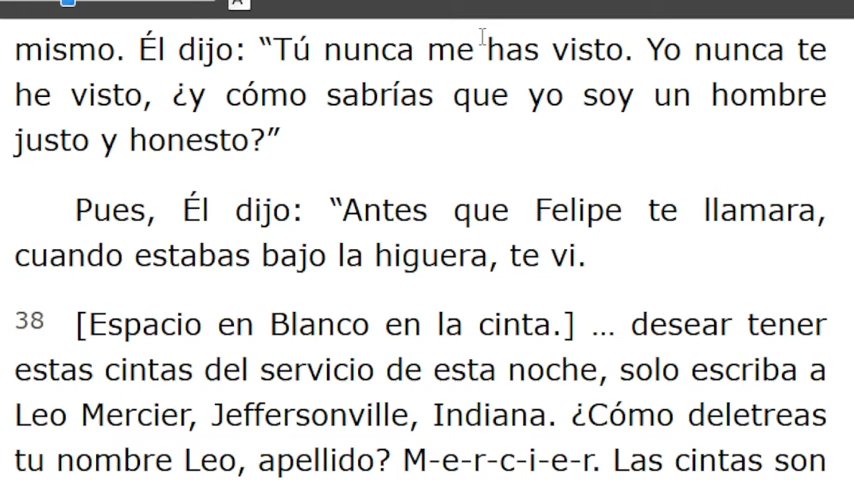 mismo. Él dijo: “Tú nunca me has visto. Yo nunca te
he visto, ¿y cómo sabrías que yo soy un hombre
justo y honesto?”
Pues, Él dijo: “Antes que Felipe te llamara,
cuando estabas bajo la higuera, te vi.
38 [Espacio en Blanco en la cinta.] … desear tener
estas cintas del servicio de esta noche, solo escriba a
Leo Mercier, Jeffersonville, Indiana. ¿Cómo deletreas
tu nombre Leo, apellido? M-e-r-c-i-e-r. Las cintas son